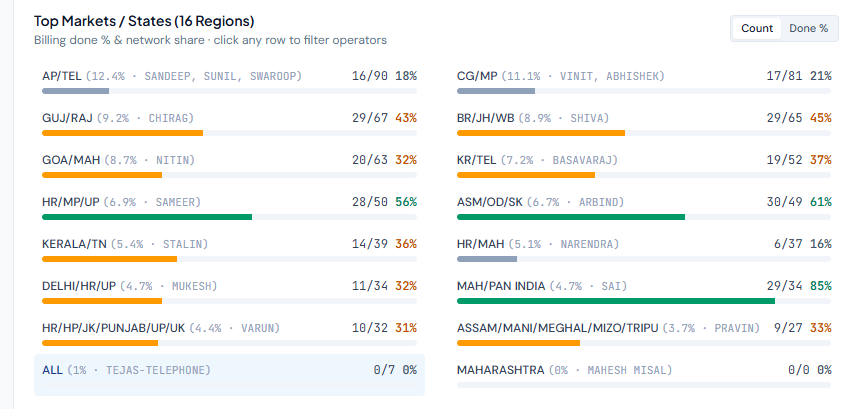 Top Markets / States (16 Regions)
Billing done % & network share · click any row to filter operators
Count Done %
AP/TEL (12.4% · SANDEEP, SUNIL, SWAROOP) 16/90 18%
CG/MP (11.1% · VINIT, ABHISHEK) 17/81 21%
GUJ/RAJ (9.2% · CHIRAG) 29/67 43%
BR/JH/WB (8.9% · SHIVA) 29/65 45%
GOA/MAH (8.7% · NITIN) 20/63 32%
KR/TEL (7.2% · BASAVARAJ) 19/52 37%
HR/MP/UP (6.9% · SAMEER) 28/50 56%
ASM/OD/SK (6.7% · ARBIND) 30/49 61%
KERALA/TN (5.4% · STALIN) 14/39 36%
HR/MAH (5.1% · NARENDRA) 6/37 16%
DELHI/HR/UP (4.7% · MUKESH) 11/34 32%
MAH/PAN INDIA (4.7% · SAI) 29/34 85%
HR/HP/JK/PUNJAB/UP/UK (4.4% · VARUN) 10/32 31%
ASSAM/MANI/MEGHAL/MIZO/TRIPU (3.7% · PRAVIN) 9/27 33%
ALL (1% · TEJAS-TELEPHONE) 0/7 0%
MAHARASHTRA (0% · MAHESH MISAL) 0/0 0%